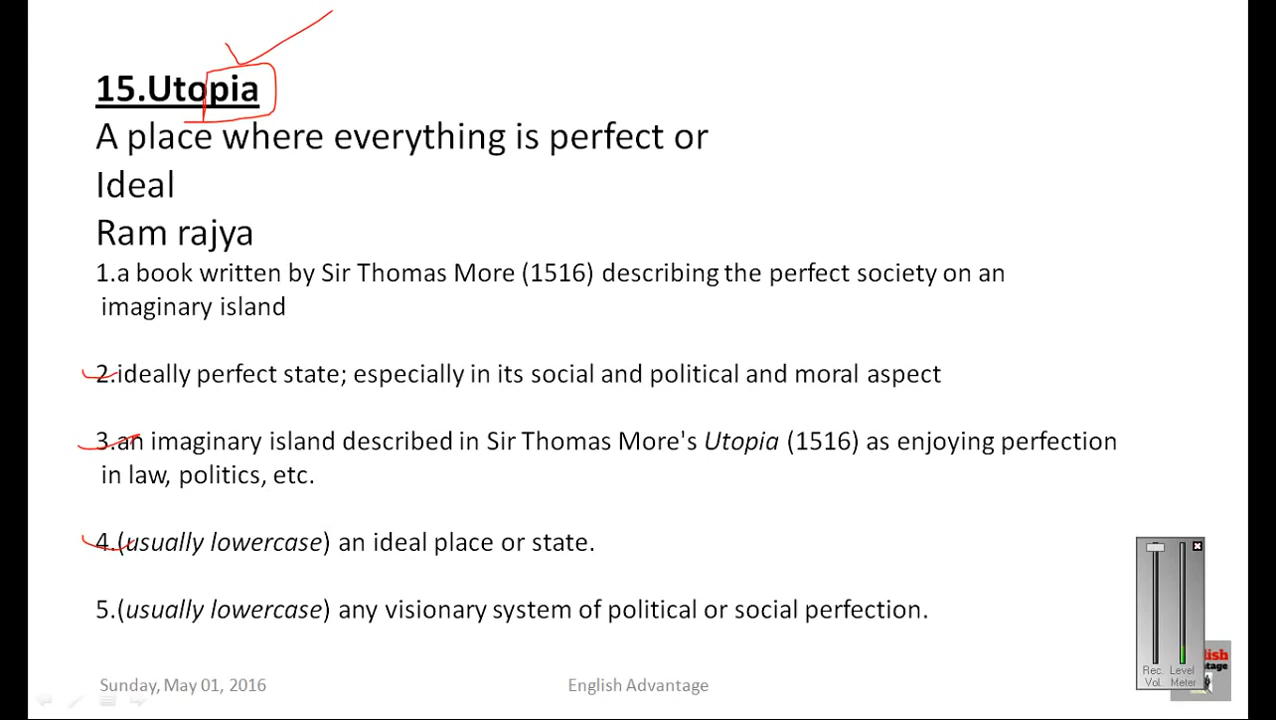 15.Utopia
A place where everything is perfect or
Ideal
Ram rajya
1.a book written by Sir Thomas More (1516) describing the perfect society on an
imaginary island
2.ideally perfect state; especially in its social and political and moral aspect
3.an imaginary island described in Sir Thomas More's Utopia (1516) as enjoying perfection
in law, politics, etc.
4.(usually lowercase) an ideal place or state.
5.(usually lowercase) any visionary system of political or social perfection.
Rec. Level
Vol. Meter
Sunday, May 01, 2016 English Advantage